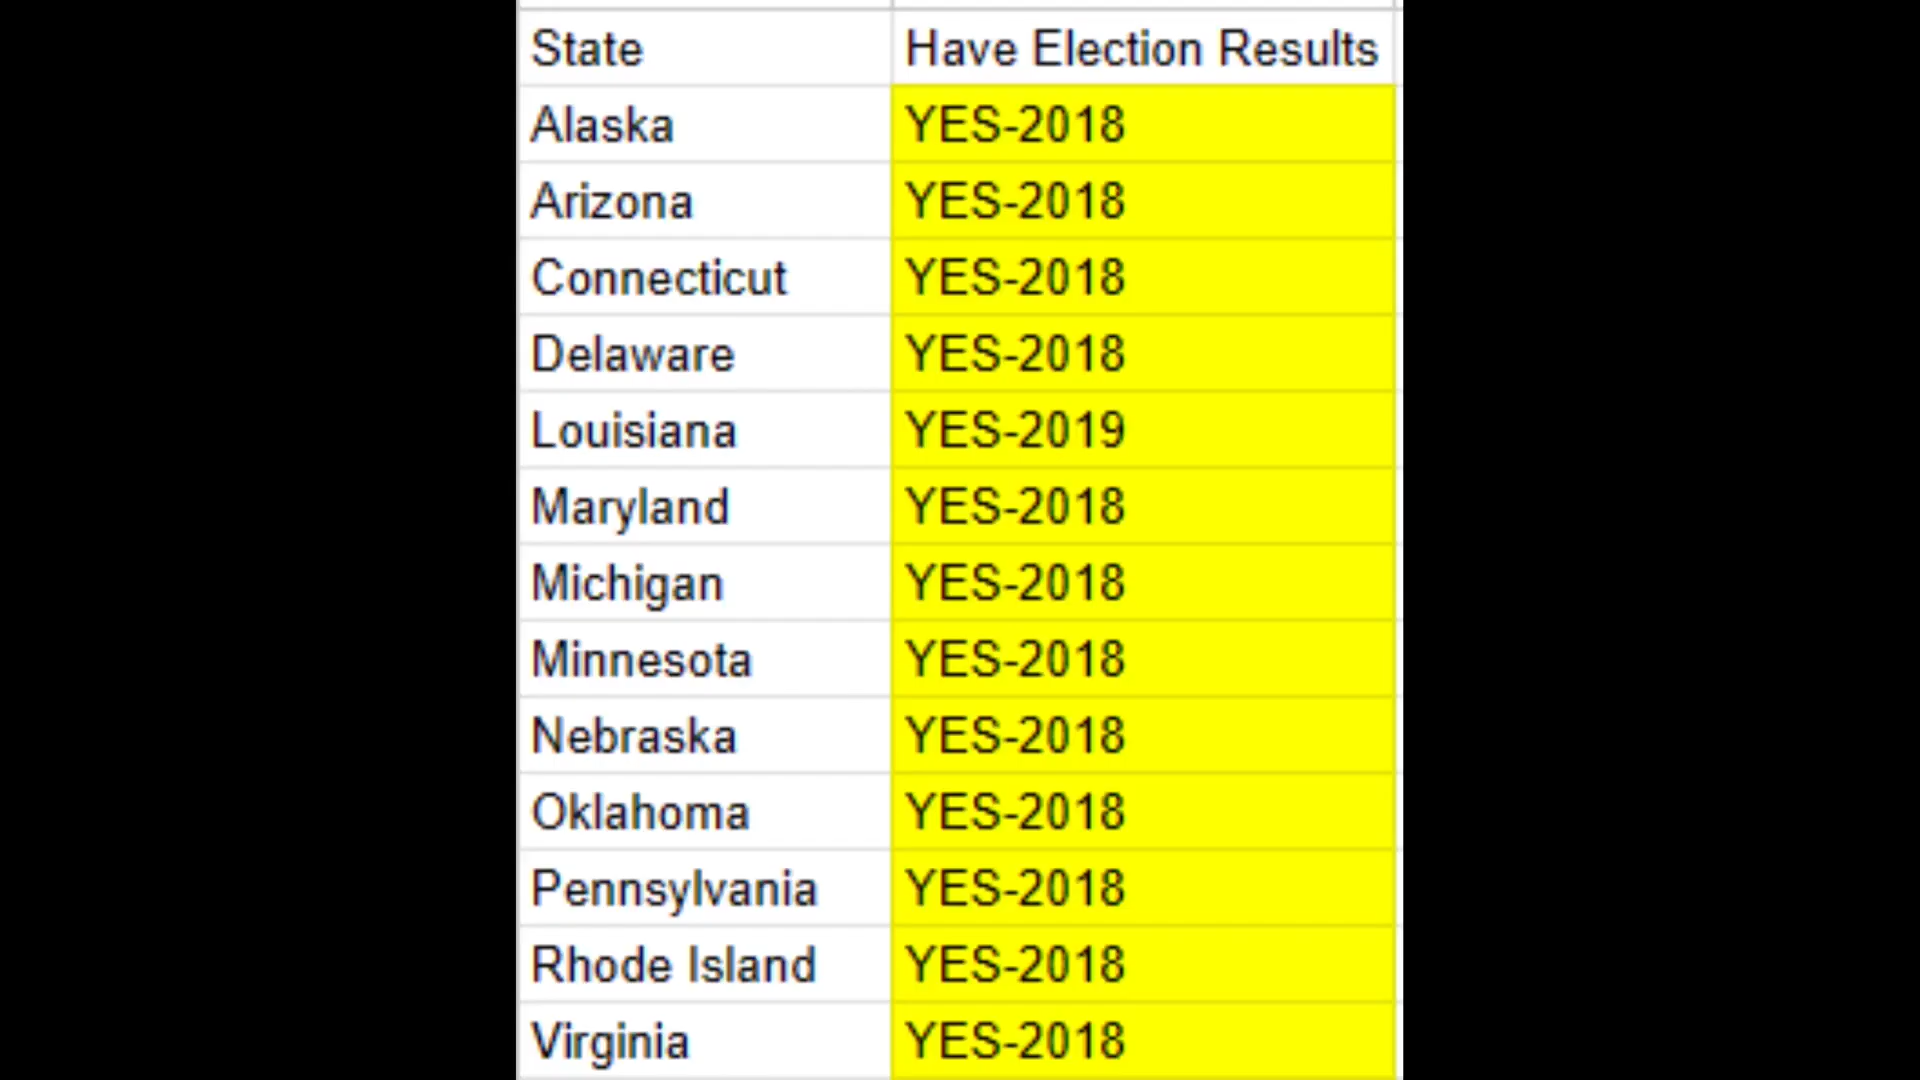 State Have Election Results
Alaska YES-2018
Arizona YES-2018
Connecticut YES-2018
Delaware YES-2018
Louisiana YES-2019
Maryland YES-2018
Michigan YES-2018
Minnesota YES-2018
Nebraska YES-2018
Oklahoma YES-2018
Pennsylvania YES-2018
Rhode Island YES-2018
Virginia YES-2018